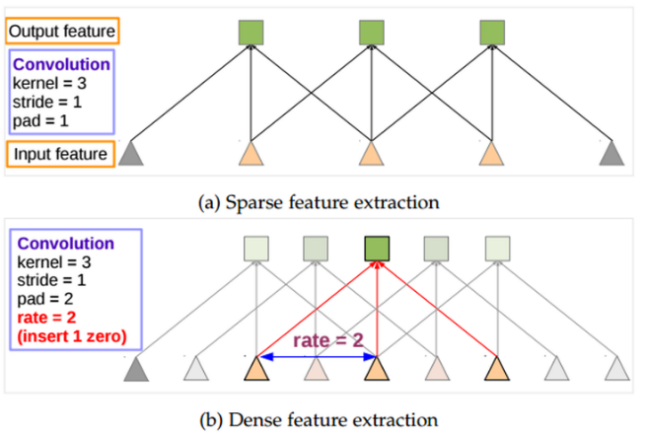 Output feature
Convolution
kernel = 3
stride = 1
pad = 1
Input feature
(a) Sparse feature extraction
Convolution
kernel = 3
stride = 1
pad = 2
rate = 2
(insert 1 zero)
rate = 2
(b) Dense feature extraction